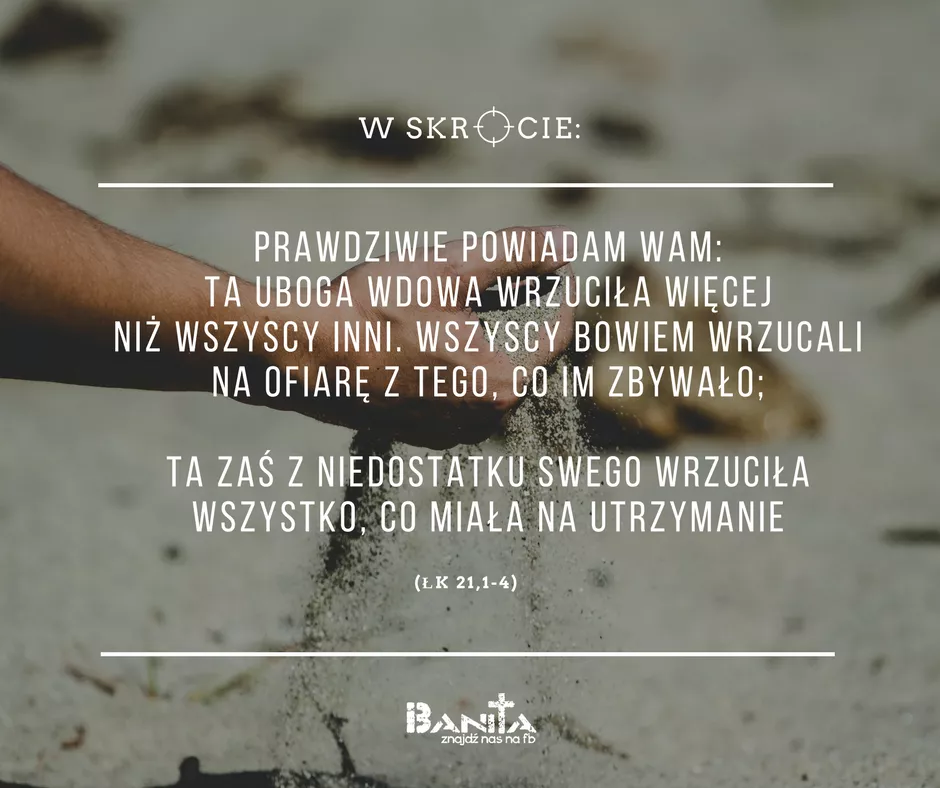 W SKRÓCIE:
PRAWDZIWIE POWIADAM WAM:
TA UBOGA WDOWA WRZUCIŁA WIĘCEJ
NIŻ WSZYSCY INNI. WSZYSCY BOWIEM WRZUCALI
NA OFIARĘ Z TEGO, CO IM ZBYWAŁO;
TA ZAŚ Z NIEDOSTATKU SWEGO WRZUCIŁA
WSZYSTKO, CO MIAŁA NA UTRZYMANIE
(ŁK 21,1-4)
BANITA
znajdź nas na fb